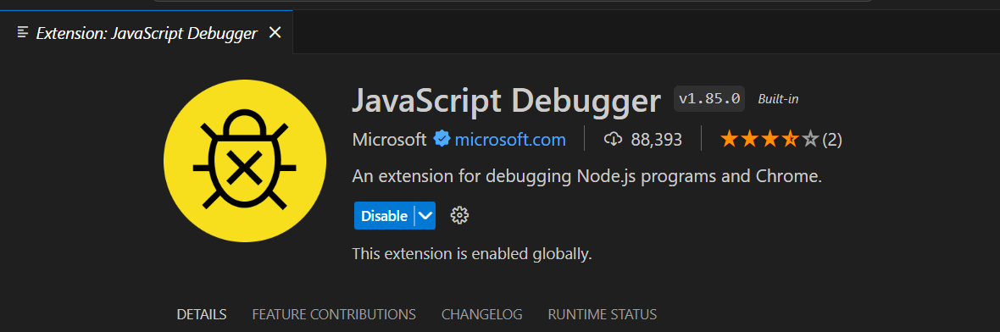 Extension: JavaScript Debugger
JavaScript Debugger v1.85.0 Built-in
Microsoft microsoft.com 88,393 (2)
An extension for debugging Node.js programs and Chrome.
Disable
This extension is enabled globally.
DETAILS FEATURE CONTRIBUTIONS CHANGELOG RUNTIME STATUS